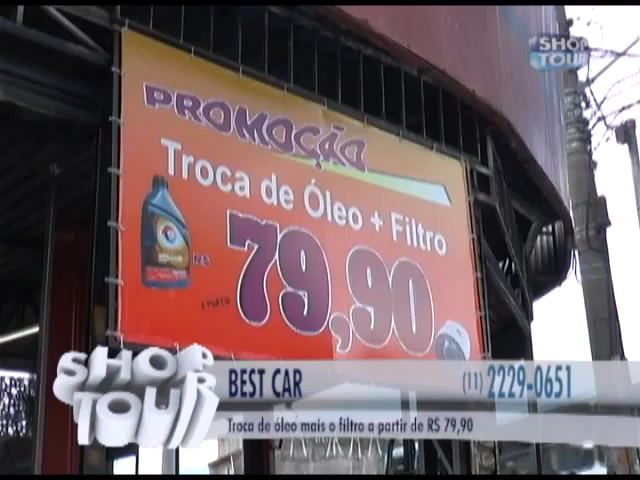 SHOP
TOUR
PROMOÇÃO
Troca de Óleo + Filtro
A PARTIR R$ 79,90
SHOP
TOUR
BEST CAR (11) 2229-0651
Troca de óleo mais o filtro a partir de R$ 79,90